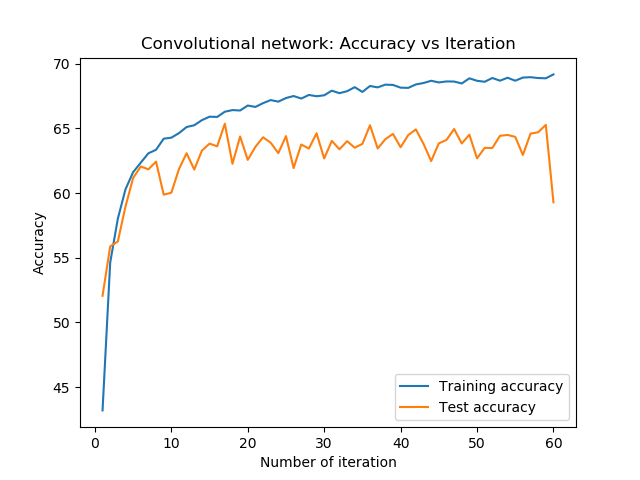 Convolutional network: Accuracy vs Iteration
70
65
60
55
50
45
Accuracy
Training accuracy
Test accuracy
0 10 20 30 40 50 60
Number of iteration